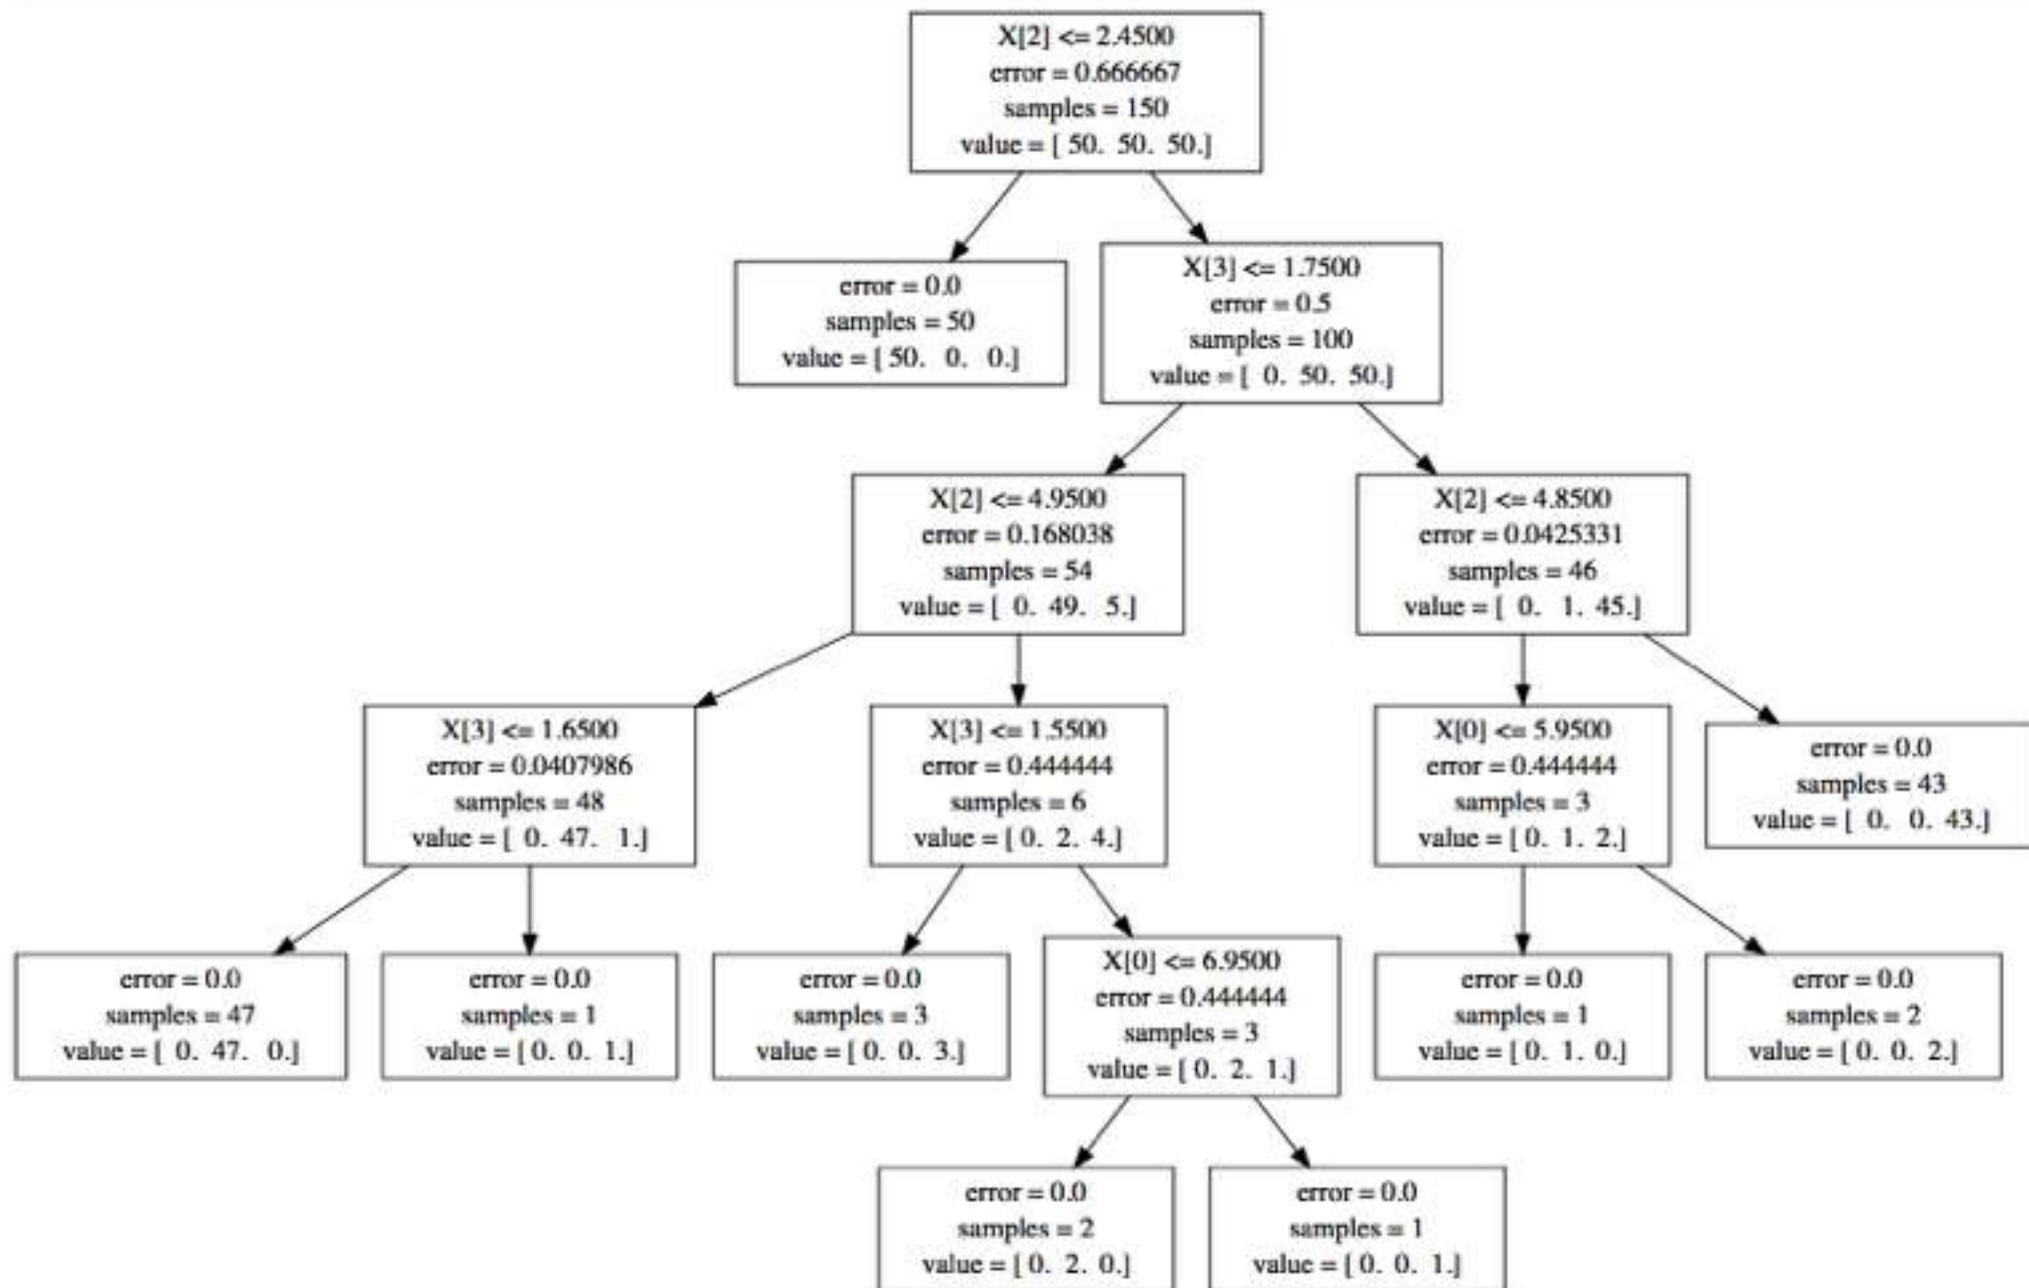 X[2] <= 2.4500
error = 0.666667
samples = 150
value = [ 50. 50. 50.]
error = 0.0
samples = 50
value = [ 50. 0. 0.]
X[3] <= 1.7500
error = 0.5
samples = 100
value = [ 0. 50. 50.]
X[2] <= 4.9500
error = 0.168038
samples = 54
value = [ 0. 49. 5.]
X[2] <= 4.8500
error = 0.0425331
samples = 46
value = [ 0. 1. 45.]
X[3] <= 1.6500
error = 0.0407986
samples = 48
value = [ 0. 47. 1.]
X[3] <= 1.5500
error = 0.444444
samples = 6
value = [ 0. 2. 4.]
X[0] <= 5.9500
error = 0.444444
samples = 3
value = [ 0. 1. 2.]
error = 0.0
samples = 43
value = [ 0. 0. 43.]
error = 0.0
samples = 47
value = [ 0. 47. 0.]
error = 0.0
samples = 1
value = [ 0. 0. 1.]
error = 0.0
samples = 3
value = [ 0. 0. 3.]
X[0] <= 6.9500
error = 0.444444
samples = 3
value = [ 0. 2. 1.]
error = 0.0
samples = 1
value = [ 0. 1. 0.]
error = 0.0
samples = 2
value = [ 0. 0. 2.]
error = 0.0
samples = 2
value = [ 0. 2. 0.]
error = 0.0
samples = 1
value = [ 0. 0. 1.]